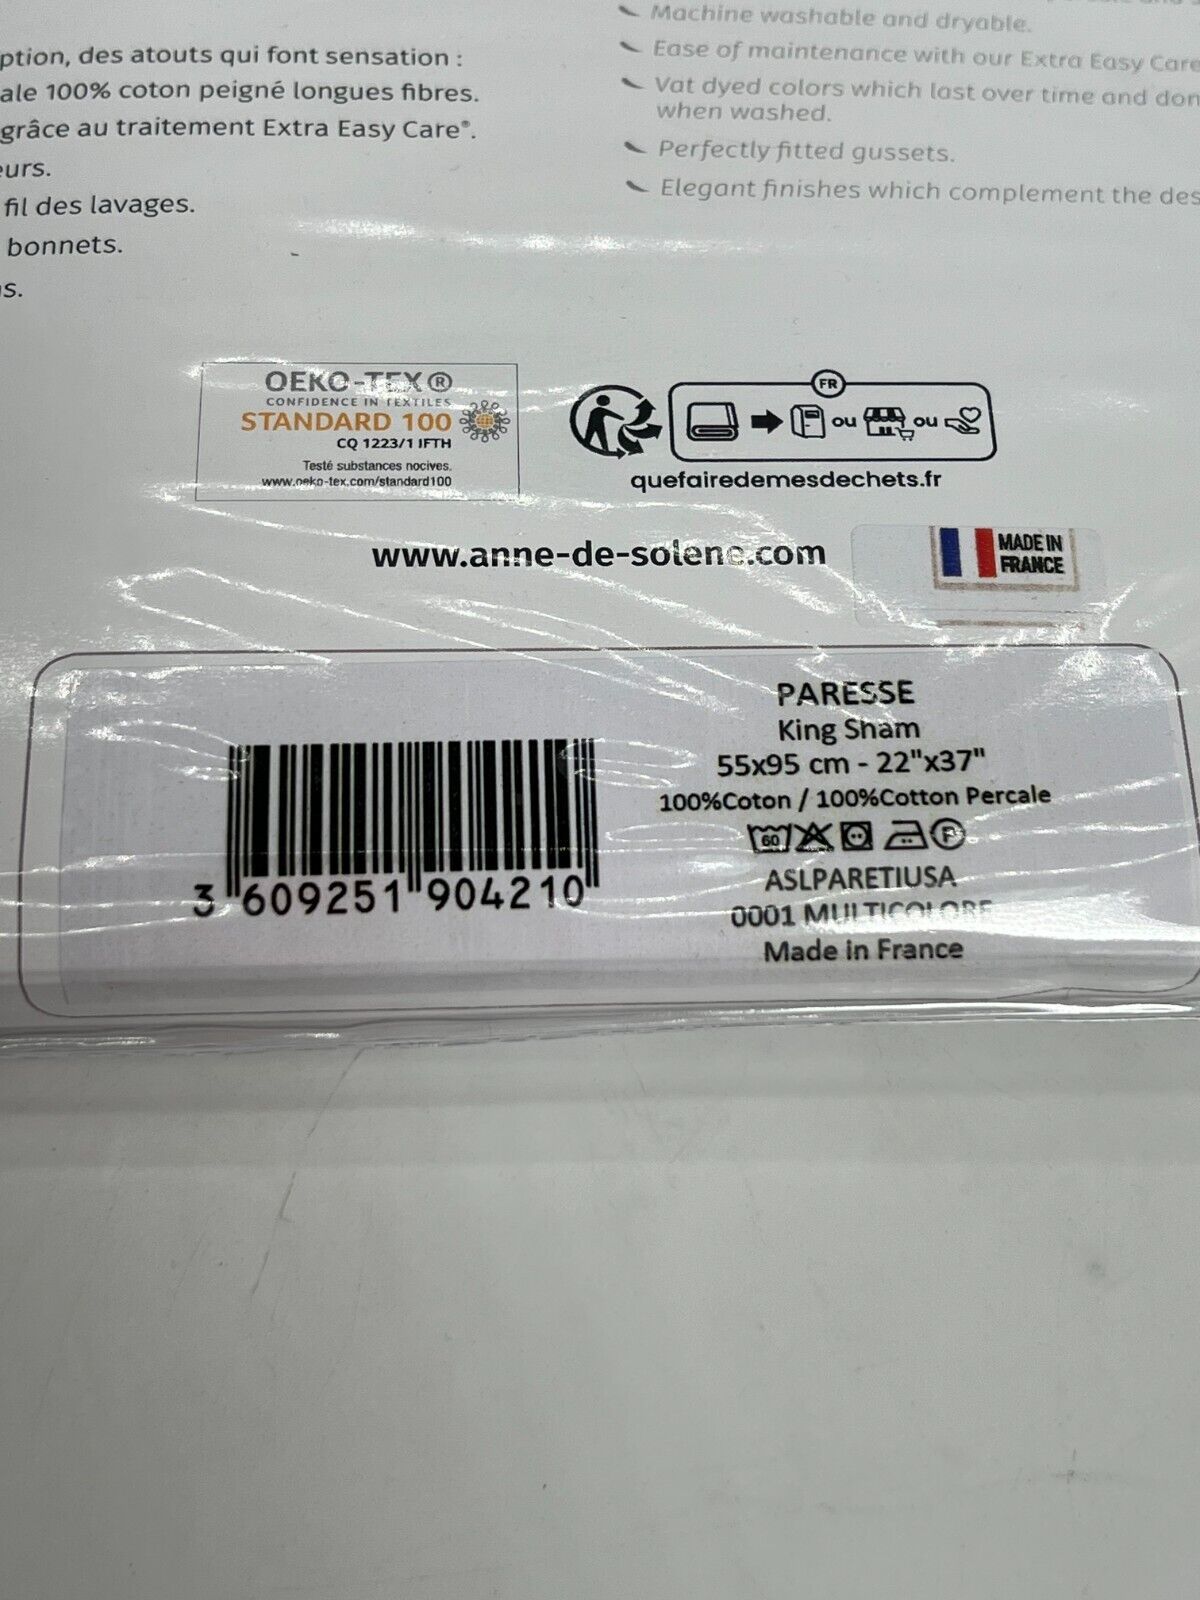 ption, des atouts qui font sensation :
ale 100% coton peigné longues fibres.
grâce au traitement Extra Easy Care®.
eurs.
fil des lavages.
bonnets.
s.
Machine washable and dryable.
Ease of maintenance with our Extra Easy Care
Vat dyed colors which last over time and don
when washed.
Perfectly fitted gussets.
Elegant finishes which complement the des
OEKO-TEX®
CONFIDENCE IN TEXTILES
STANDARD 100
CQ 1223/1 IFTH
Testé substances nocives.
www.oeko-tex.com/standard100
FR
ou ou
quefairedemesdechets.fr
www.anne-de-solene.com
MADE IN
FRANCE
PARESSE
King Sham
55x95 cm - 22"x37"
100%Coton / 100%Cotton Percale
60 P
ASLPARETIUSA
0001 MULTICOLORE
Made in France
3 609251 904210